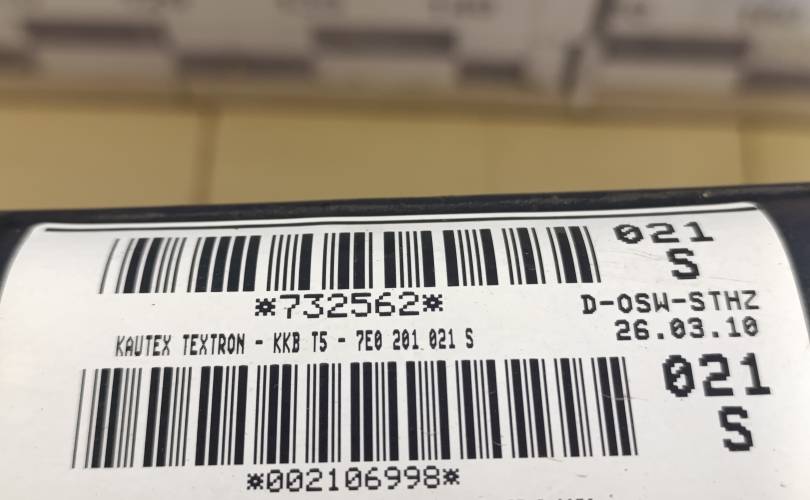 021
S
*732562*
D-OSW-STHZ
26.03.10
KAUTEX TEXTRON - KKB T5 - 7E0 201 021 S
021
S
*002106998*